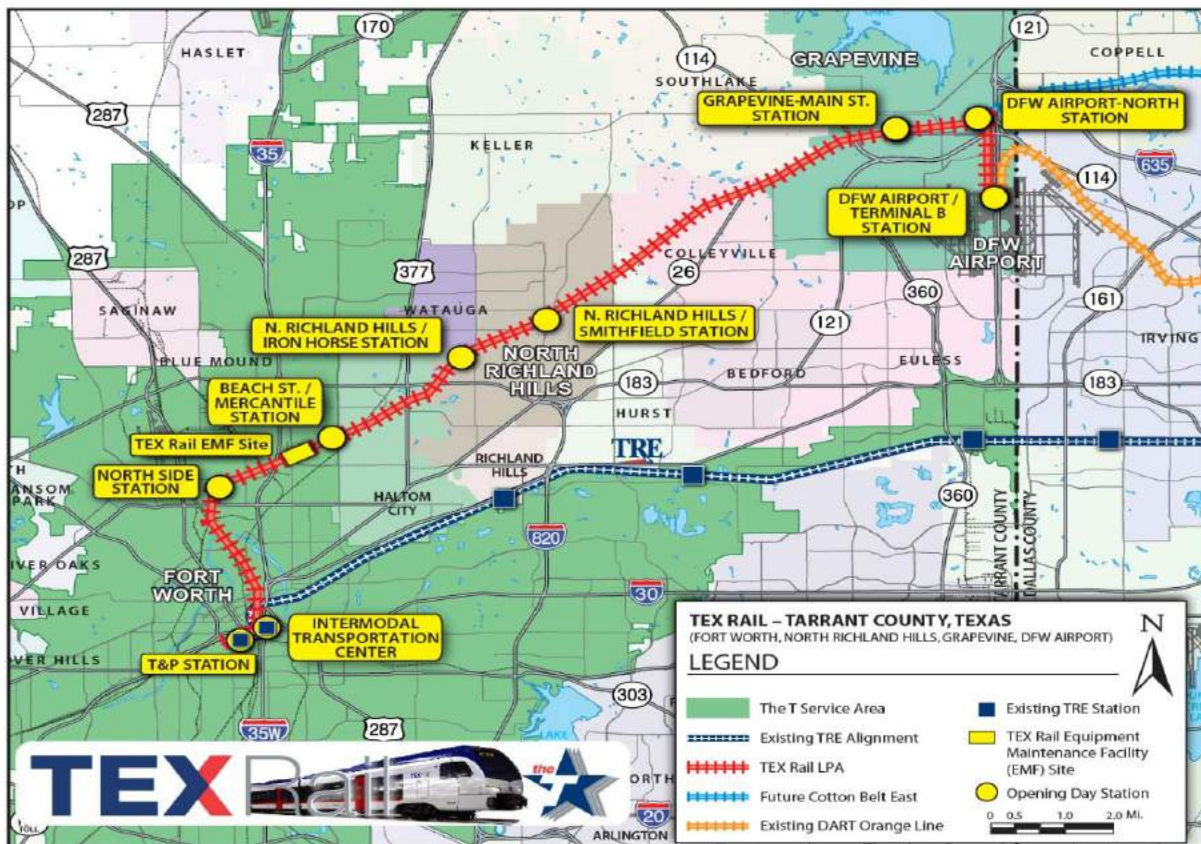 170
121
HASLET
114
COPPELL
GRAPEVINE
SOUTHLAKE
287
GRAPEVINE-MAIN ST.
STATION
DFW AIRPORT-NORTH
STATION
35
KELLER
635
114
DFW AIRPORT /
TERMINAL B
STATION
DFW
AIRPORT
287
377
COLLEYVILLE
26
360
161
SAGINAW
WATAUGA
N. RICHLAND HILLS /
IRON HORSE STATION
N. RICHLAND HILLS /
SMITHFIELD STATION
121
IRVING
BLUE MOUND
NORTH
RICHLAND
HILLS
EULESS
BEDFORD
183
183
BEACH ST. /
MERCANTILE
STATION
HURST
TEX Rail EMF Site
TRE
RICHLAND
HILLS
NORTH SIDE
STATION
HALTOM
CITY
360
820
TARRANT COUNTY
DALLAS COUNTY
FORT
WORTH
30
VILLAGE
INTERMODAL
TRANSPORTATION
CENTER
T&P STATION
303
35W
287
LAKE
20
ARLINGTON
TEX Rail
the
TEX RAIL – TARRANT COUNTY, TEXAS
(FORT WORTH, NORTH RICHLAND HILLS, GRAPEVINE, DFW AIRPORT)
N
LEGEND
The T Service Area
Existing TRE Alignment
TEX Rail LPA
Future Cotton Belt East
Existing DART Orange Line
Existing TRE Station
TEX Rail Equipment
Maintenance Facility
(EMF) Site
Opening Day Station
0 0.5 1.0 2.0 Mi.